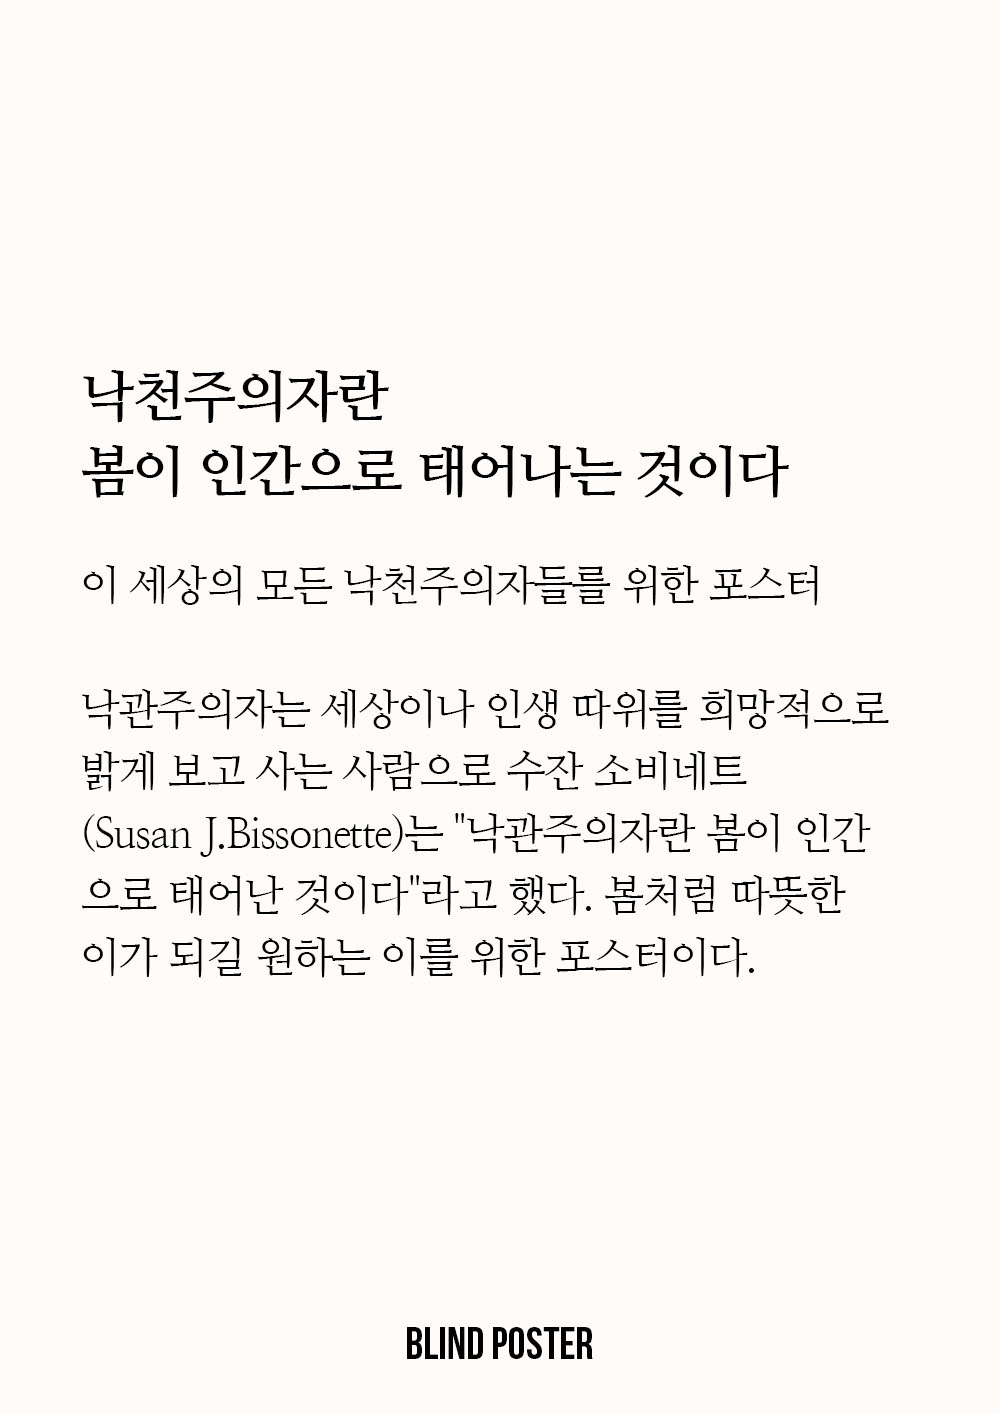 낙천주의자란
봄이 인간으로 태어나는 것이다
이 세상의 모든 낙천주의자들를 위한 포스터
낙관주의자는 세상이나 인생 따위를 희망적으로
밝게 보고 사는 사람으로 수잔 소비네트
(Susan J.Bissonette)는 "낙관주의자란 봄이 인간
으로 태어난 것이다"라고 했다. 봄처럼 따뜻한
이가 되길 원하는 이를 위한 포스터이다.
BLIND POSTER